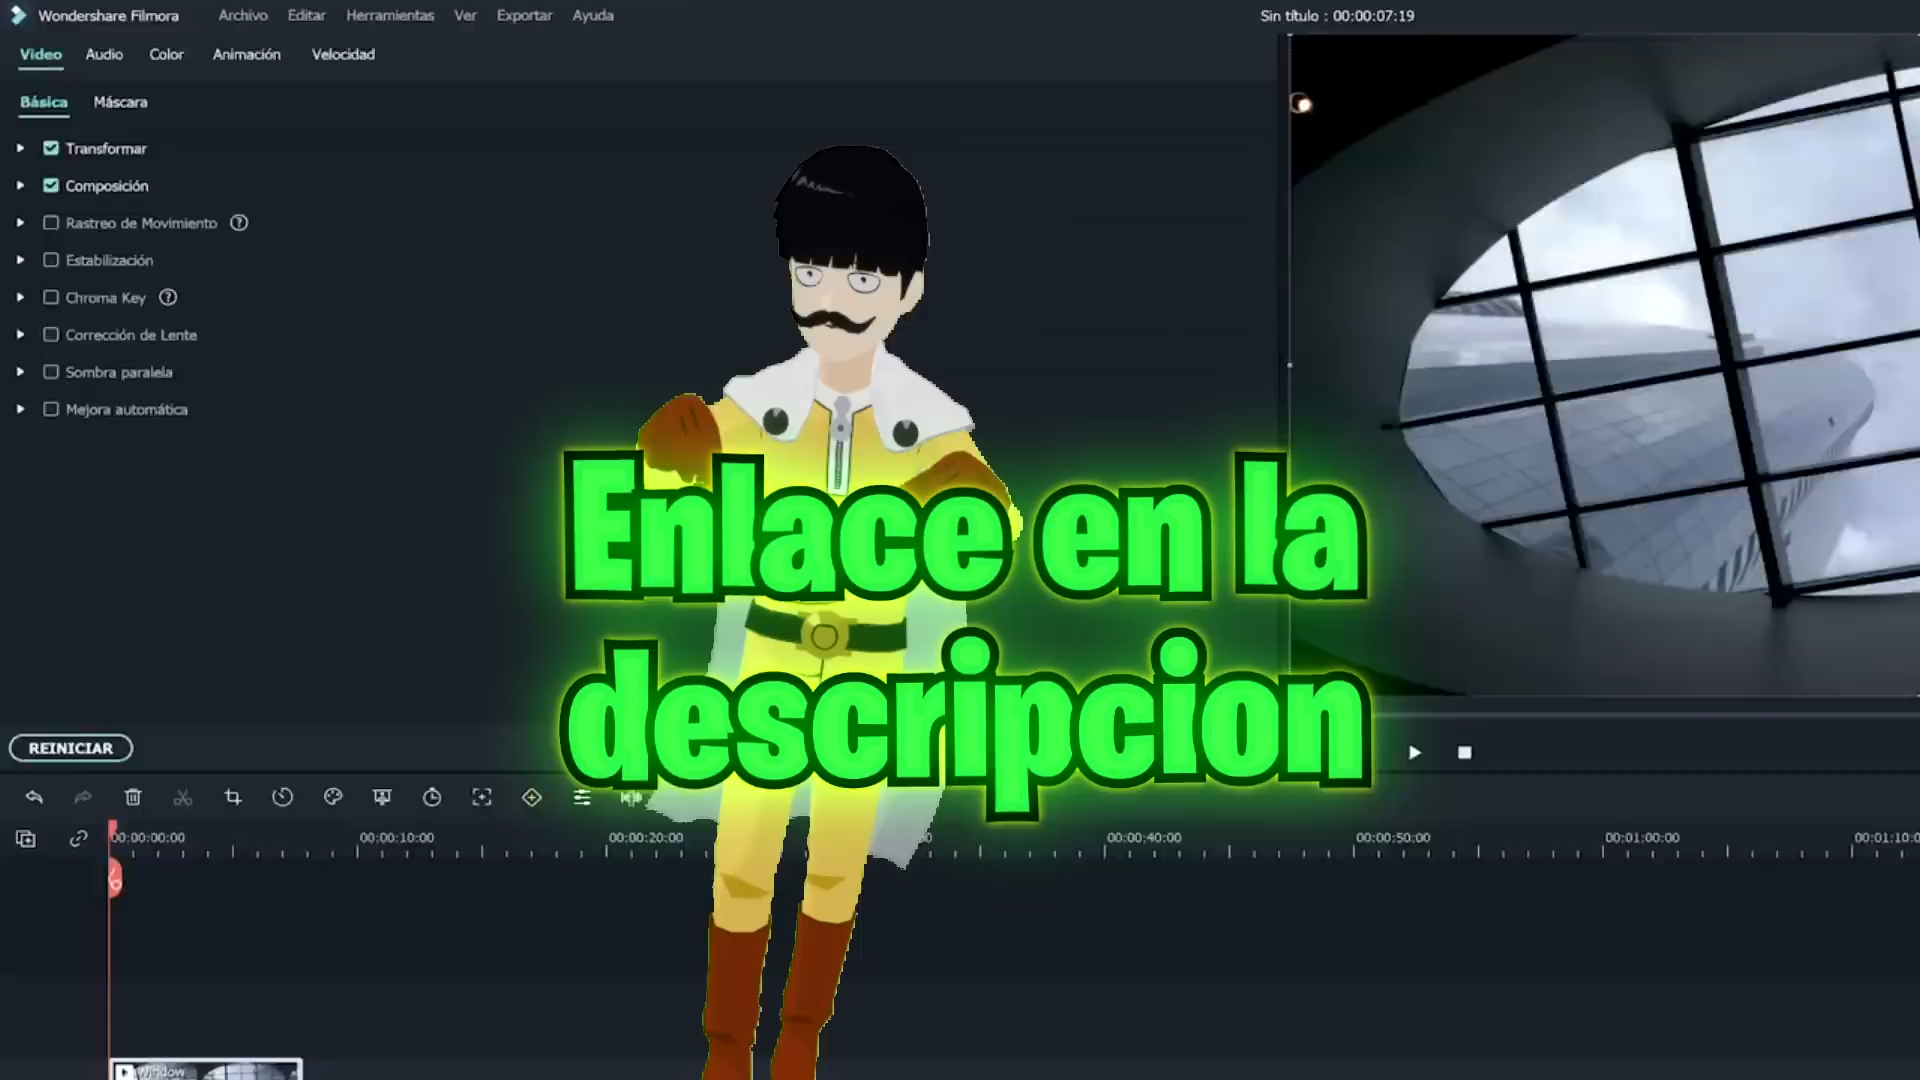 Wondershare Filmora Archivo Editar Herramientas Ver Exportar Ayuda Sin título : 00:00:07:19
Video Audio Color Animación Velocidad
Básica Máscara
Transformar
Composición
Rastreo de Movimiento ?
Estabilización
Chroma Key ?
Corrección de Lente
Sombra paralela
Mejora automática
Enlace en la
descripcion
REINICIAR
00:00:00:00 00:00:10:00 00:00:20:00 00:00:40:00 00:00:50:00 00:01:00:00
Window